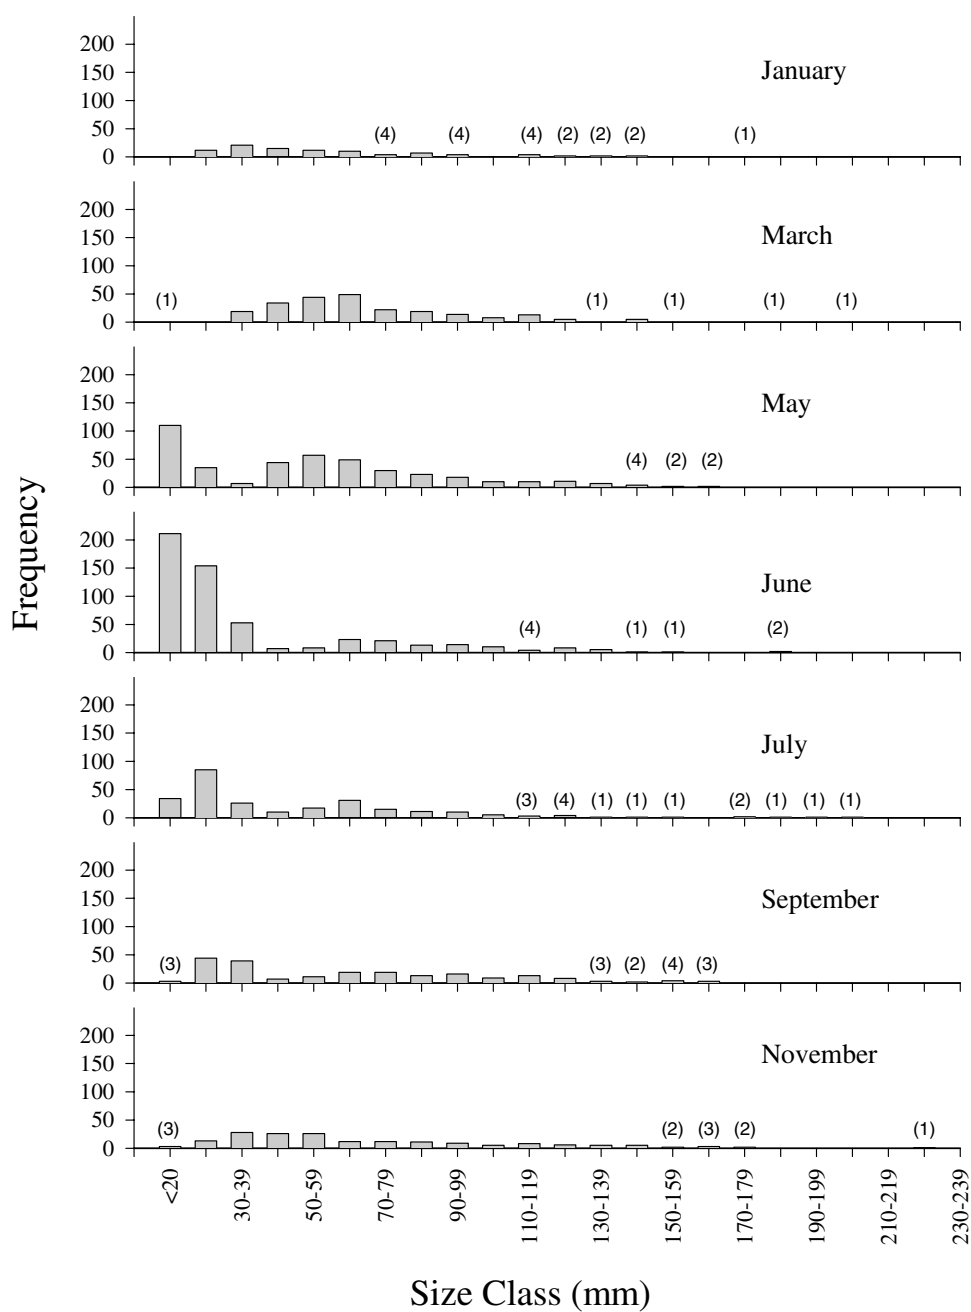 Frequency
200
150
100
50
0
January
(4) (4) (4) (2) (2) (2) (1)
200
150
100
50
0
March
(1) (1) (1) (1) (1)
200
150
100
50
0
May
(4) (2) (2)
200
150
100
50
0
June
(4) (1) (1) (2)
200
150
100
50
0
July
(3) (4) (1) (1) (1) (2) (1) (1) (1)
200
150
100
50
0
September
(3) (3) (2) (4) (3)
200
150
100
50
0
November
(3) (2) (3) (2) (1)
<20
30-39
50-59
70-79
90-99
110-119
130-139
150-159
170-179
190-199
210-219
230-239
Size Class (mm)